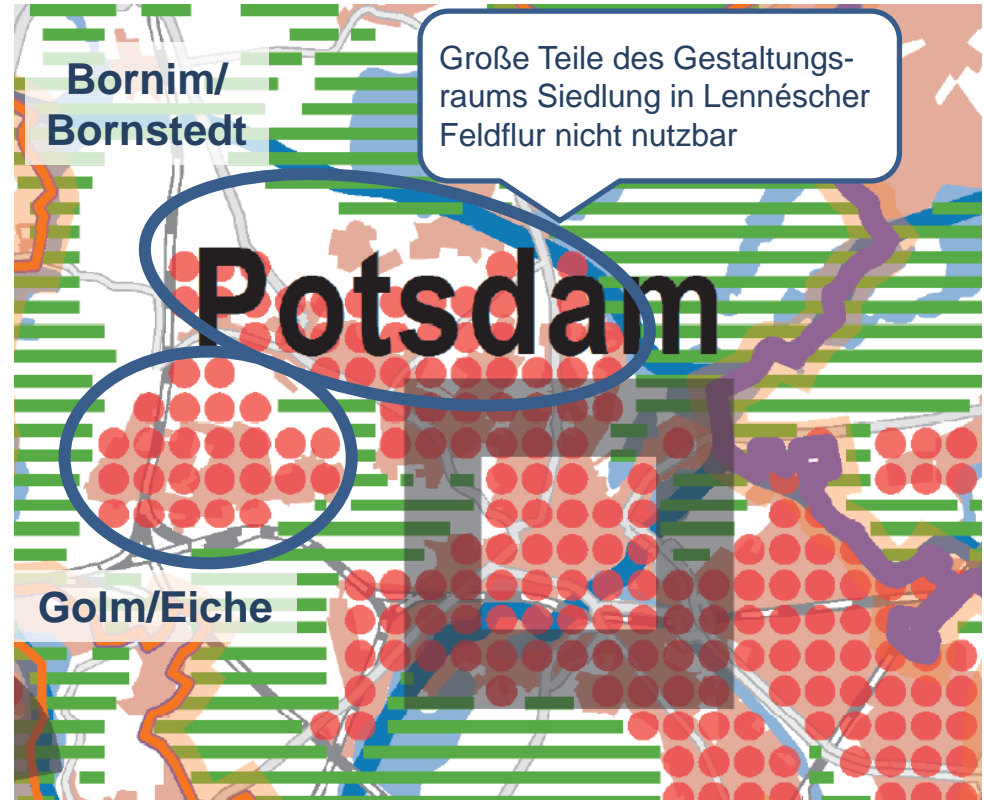 Bornim/
Bornstedt
Große Teile des Gestaltungs-
raums Siedlung in Lennéscher
Feldflur nicht nutzbar
Potsdam
Golm/Eiche